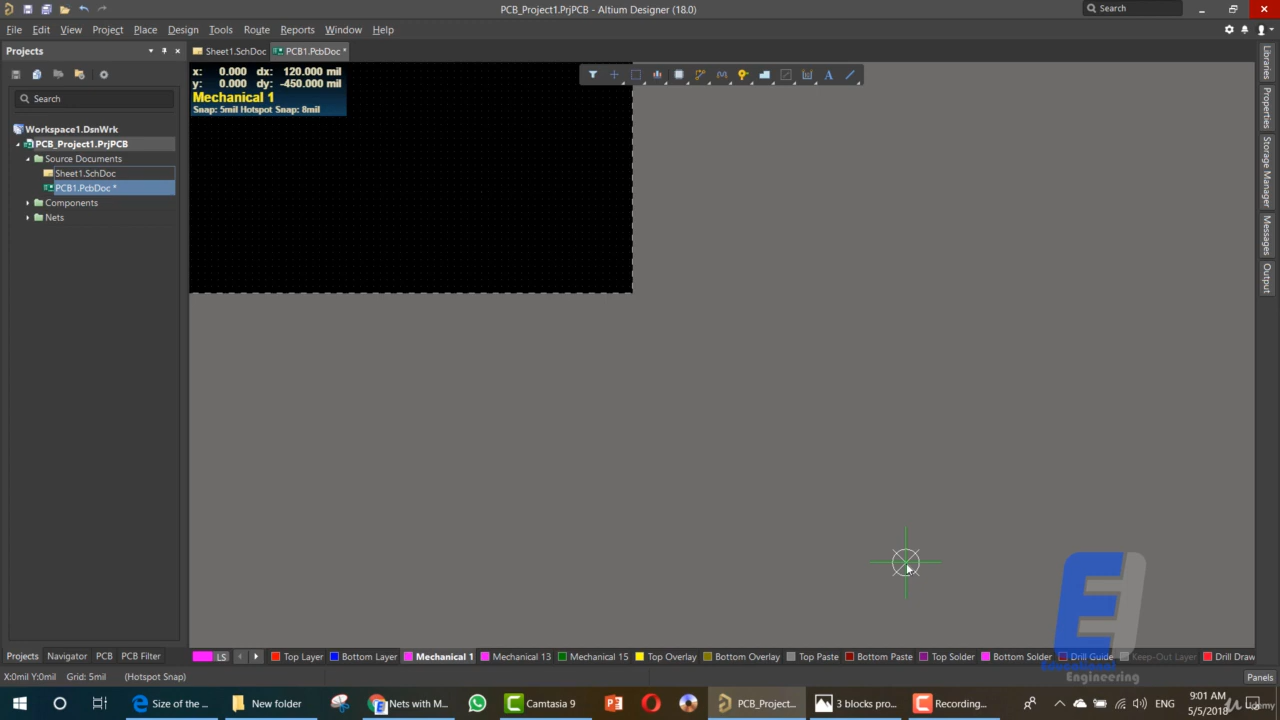 PCB_Project1.PrjPCB - Altium Designer (18.0)
Search
File Edit View Project Place Design Tools Route Reports Window Help
Projects
Sheet1.SchDoc
PCB1.PcbDoc *
x: 0.000 dx: 120.000 mil
y: 0.000 dy: -450.000 mil
Mechanical 1
Snap: 5mil Hotspot Snap: 8mil
Search
Workspace1.DsnWrk
PCB_Project1.PrjPCB
Source Documents
Sheet1.SchDoc
PCB1.PcbDoc *
Components
Nets
Libraries
Properties
Storage Manager
Messages
Output
Projects Navigator PCB PCB Filter
LS Top Layer Bottom Layer Mechanical 1 Mechanical 13 Mechanical 15 Top Overlay Bottom Overlay Top Paste Bottom Paste Top Solder Bottom Solder Drill Guide Keep-Out Layer Drill Draw
Educational
Engineering
X:0mil Y:0mil Grid: 5mil (Hotspot Snap)
Panels
Size of the ...
New folder
Nets with M...
Camtasia 9
PCB_Project...
3 blocks pro...
Recording...
ENG
9:01 AM
5/5/2018
Udemy